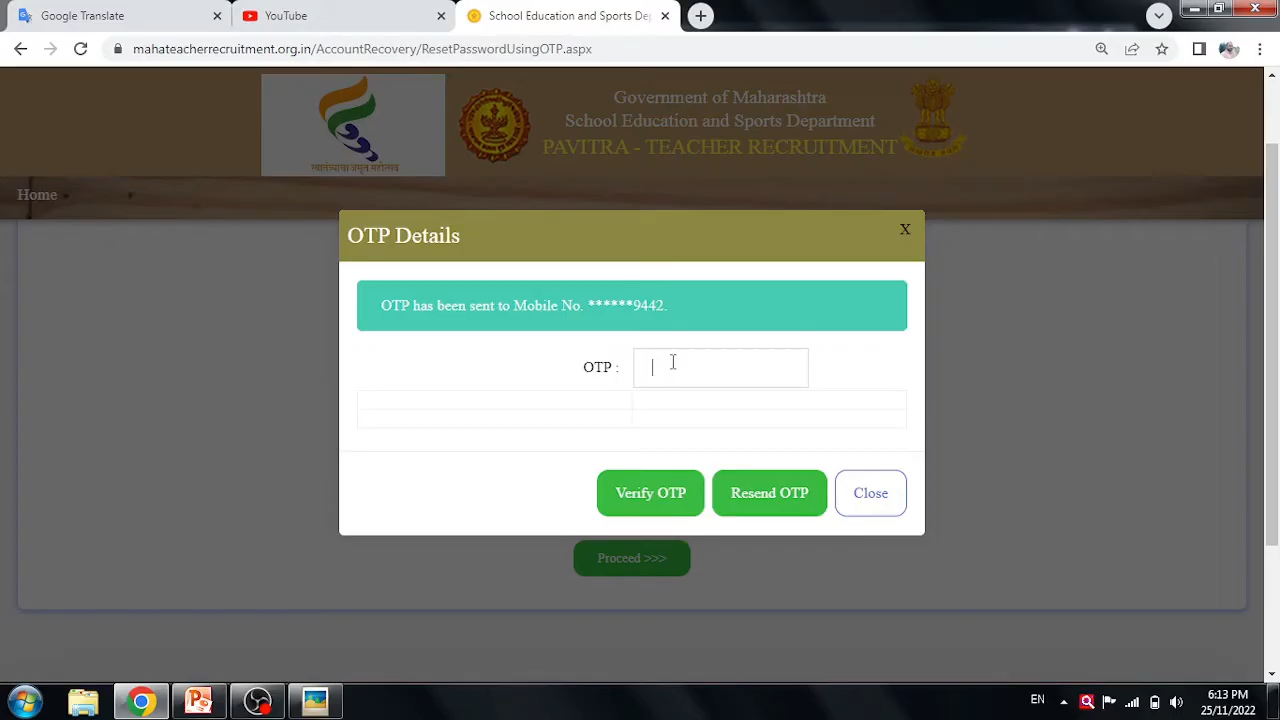 Google Translate
YouTube
School Education and Sports De
mahateacherrecruitment.org.in/AccountRecovery/ResetPasswordUsingOTP.aspx
Government of Maharashtra
School Education and Sports Department
PAVITRA - TEACHER RECRUITMENT
Home
OTP Details
X
OTP has been sent to Mobile No. ******9442.
OTP :
Verify OTP
Resend OTP
Close
Proceed >>>
EN
6:13 PM
25/11/2022